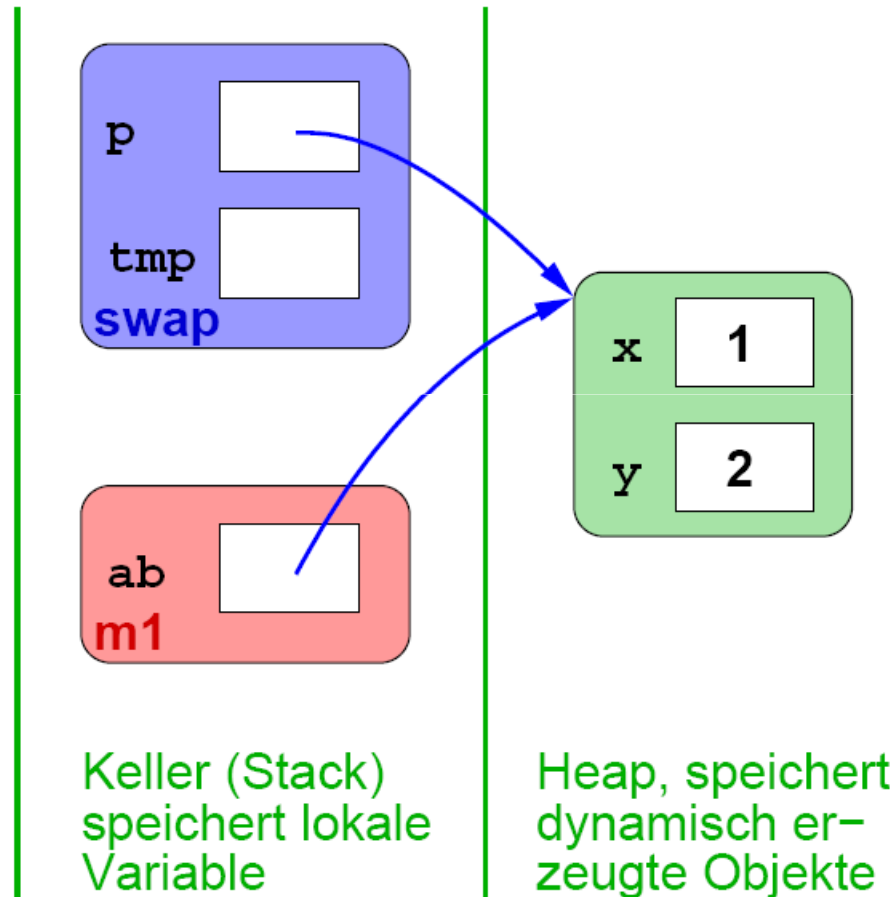 p
tmp
swap
x 1
y 2
ab
m1
Keller (Stack)
speichert lokale
Variable
Heap, speichert
dynamisch er−
zeugte Objekte